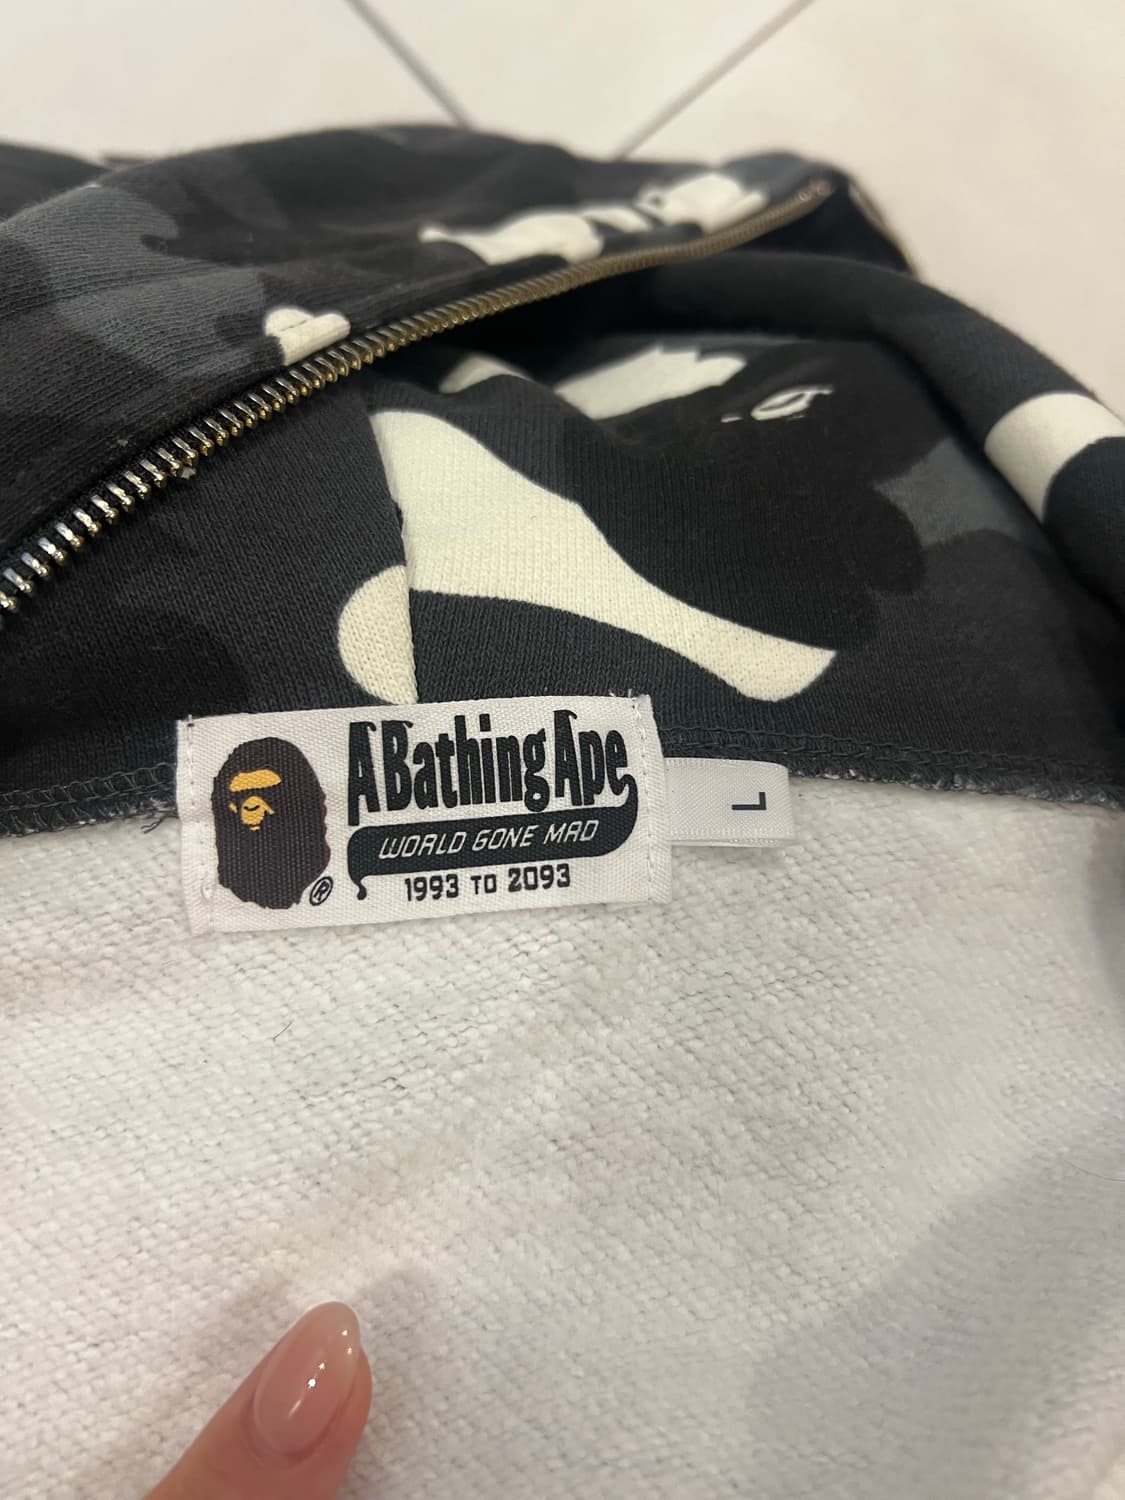 A Bathing Ape
WORLD GONE MAD
1993 TO 2093
®
L